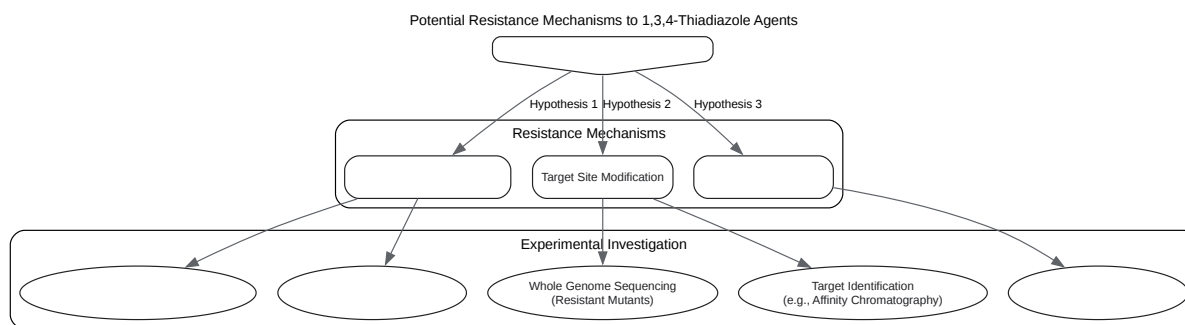 Potential Resistance Mechanisms to 1,3,4-Thiadiazole Agents
Hypothesis 1
Hypothesis 2
Hypothesis 3
Resistance Mechanisms
Target Site Modification
Experimental Investigation
Whole Genome Sequencing
(Resistant Mutants)
Target Identification
(e.g., Affinity Chromatography)